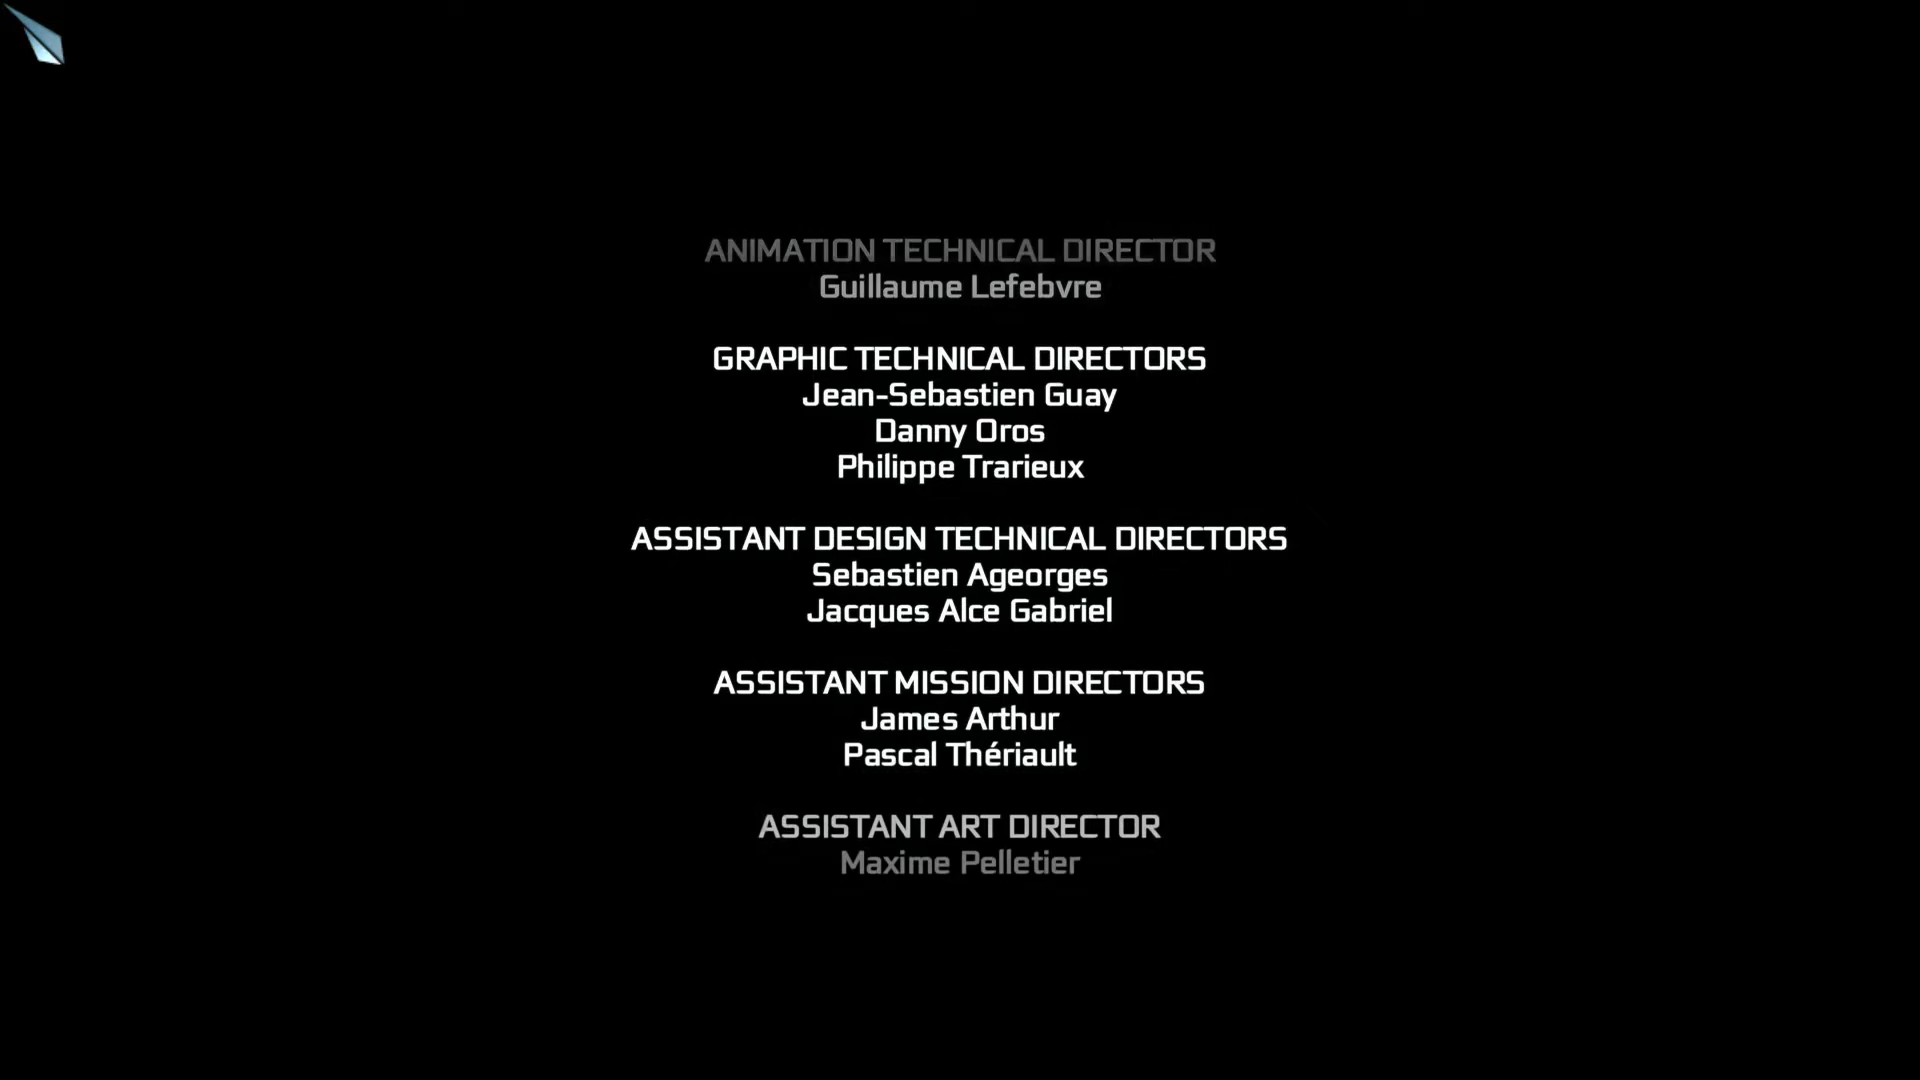 ANIMATION TECHNICAL DIRECTOR
Guillaume Lefebvre
GRAPHIC TECHNICAL DIRECTORS
Jean-Sebastien Guay
Danny Oros
Philippe Trarieux
ASSISTANT DESIGN TECHNICAL DIRECTORS
Sebastien Ageorges
Jacques Alce Gabriel
ASSISTANT MISSION DIRECTORS
James Arthur
Pascal Thériault
ASSISTANT ART DIRECTOR
Maxime Pelletier